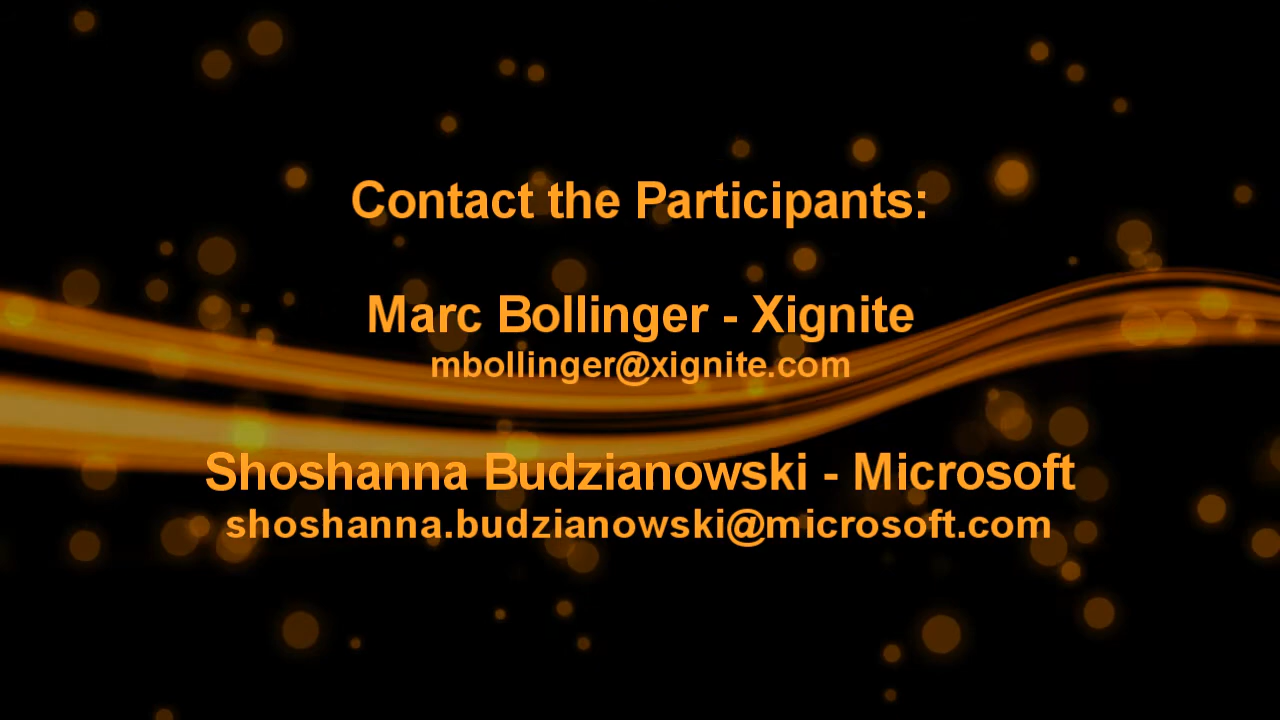 Contact the Participants:
Marc Bollinger - Xignite
mbollinger@xignite.com
Shoshanna Budzianowski - Microsoft
shoshanna.budzianowski@microsoft.com